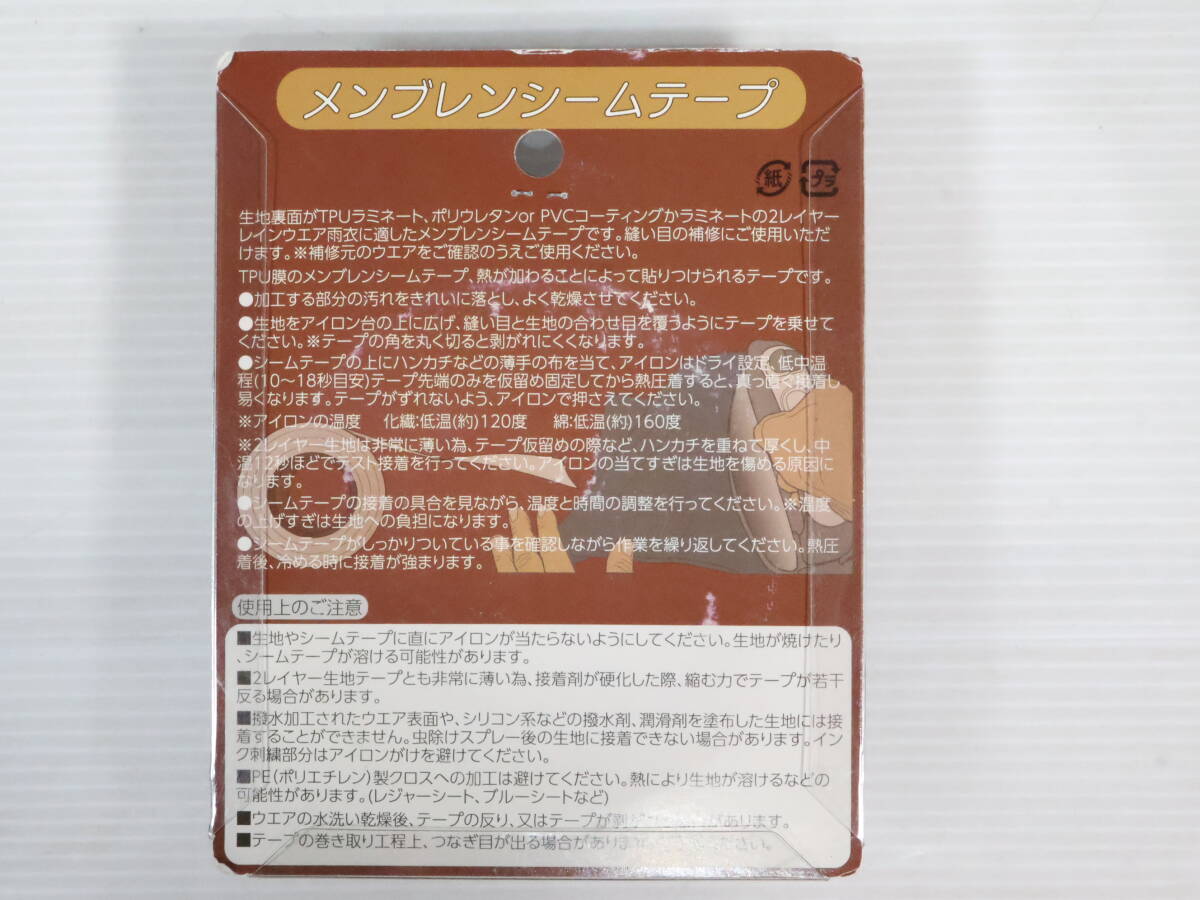 メンブレンシームテープ
紙 プラ
生地裏面がTPUラミネート、ポリウレタンor PVCコーティングかラミネートの2レイヤー
レインウエア雨衣に適したメンブレンシームテープです。縫い目の補修にご使用いただ
けます。※補修元のウエアをご確認のうえご使用ください。
TPU膜のメンブレンシームテープ、熱が加わることによって貼りつけられるテープです。
●加工する部分の汚れをきれいに落とし、よく乾燥させてください。
●生地をアイロン台の上に広げ、縫い目と生地の合わせ目を覆うようにテープを乗せて
ください。※テープの角を丸く切ると剥がれにくくなります。
●シームテープの上にハンカチなどの薄手の布を当て、アイロンはドライ設定、低中温
程(10〜18秒目安)テープ先端のみを仮留め固定してから熱圧着すると、真っ直ぐ接着し
易くなります。テープがずれないよう、アイロンで押さえてください。
※アイロンの温度 化繊:低温(約)120度 綿:低温(約)160度
※2レイヤー生地は非常に薄い為、テープ仮留めの際など、ハンカチを重ねて厚くし、中
温12秒ほどでテスト接着を行ってください。アイロンの当てすぎは生地を傷める原因に
なります。
●シームテープの接着の具合を見ながら、温度と時間の調整を行ってください。※温度
の上げすぎは生地への負担になります。
●シームテープがしっかりついている事を確認しながら作業を繰り返してください。熱圧
着後、冷める時に接着が強まります。
使用上のご注意
■生地やシームテープに直にアイロンが当たらないようにしてください。生地が焼けたり
、シームテープが溶ける可能性があります。
■2レイヤー生地テープとも非常に薄い為、接着剤が硬化した際、縮む力でテープが若干
反る場合があります。
■撥水加工されたウエア表面や、シリコン系などの撥水剤、潤滑剤を塗布した生地には接
着することができません。虫除けスプレー後の生地に接着できない場合があります。イン
ク刺繍部分はアイロンがけを避けてください。
■PE(ポリエチレン)製クロスへの加工は避けてください。熱により生地が溶けるなどの
可能性があります。(レジャーシート、ブルーシートなど)
■ウエアの水洗い乾燥後、テープの反り、又はテープが剥があります。
■テープの巻き取り工程上、つなぎ目が出る場合があください。